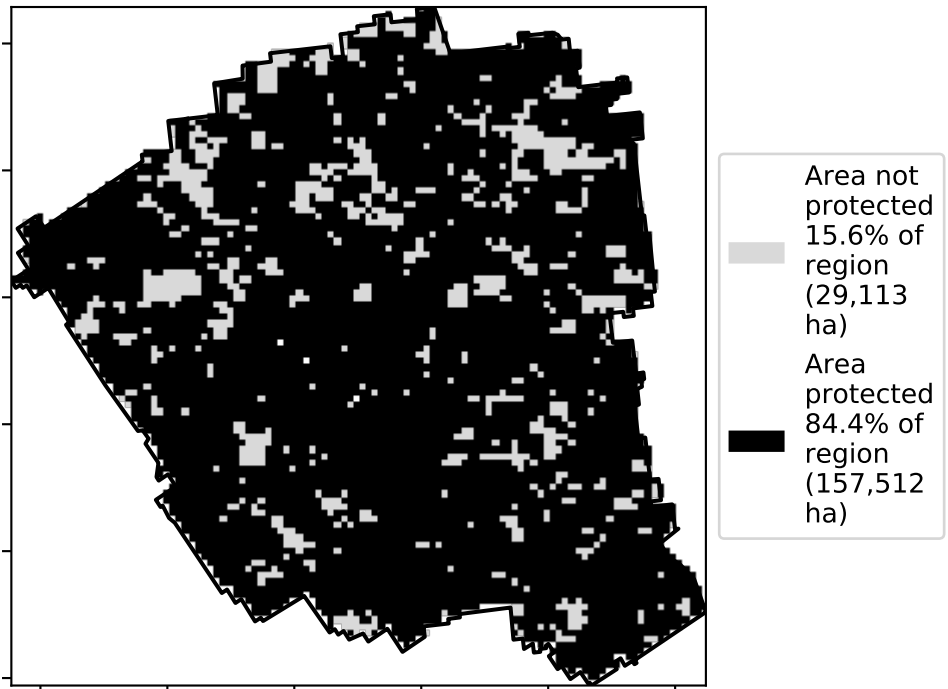 Area not
protected
15.6% of
region
(29,113
ha)
Area
protected
84.4% of
region
(157,512
ha)